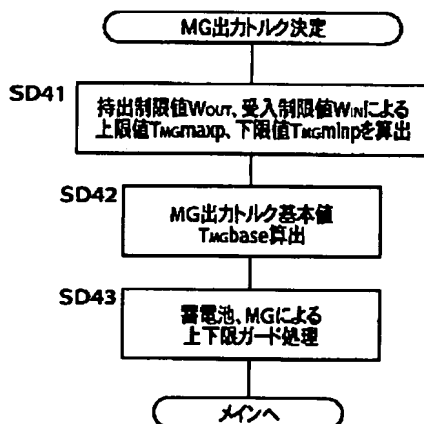 MG出力トルク決定
SD41
持出制限値WOUT、受入制限値WINによる
上限値TMGmaxp、下限値TMGminpを算出
SD42
MG出力トルク基本値
TMGbase算出
SD43
蓄電池、MGによる
上下限ガード処理
メインへ